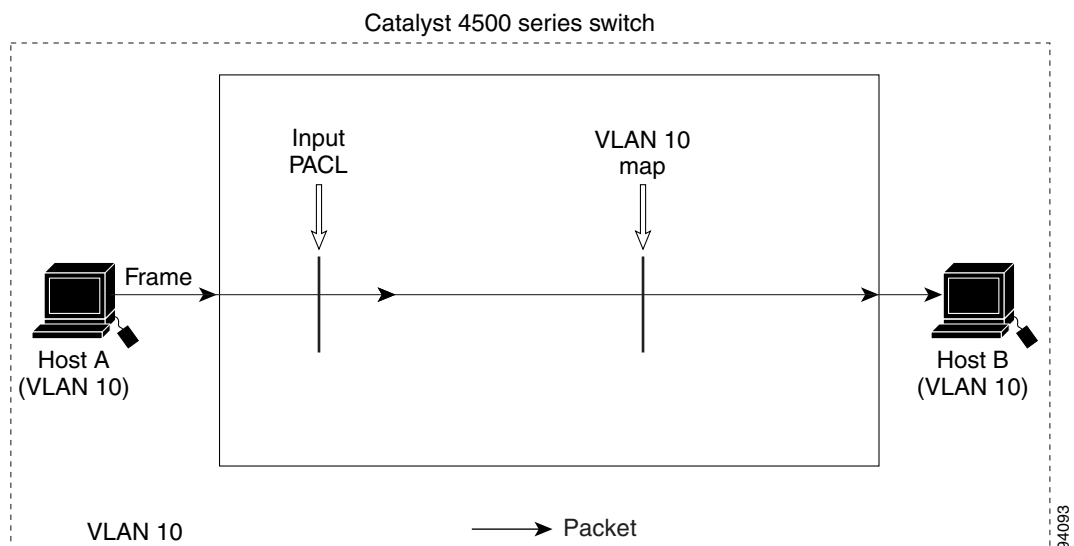 Catalyst 4500 series switch
Input
PACL
VLAN 10
map
Frame
Host A
(VLAN 10)
Host B
(VLAN 10)
VLAN 10
Packet
94093